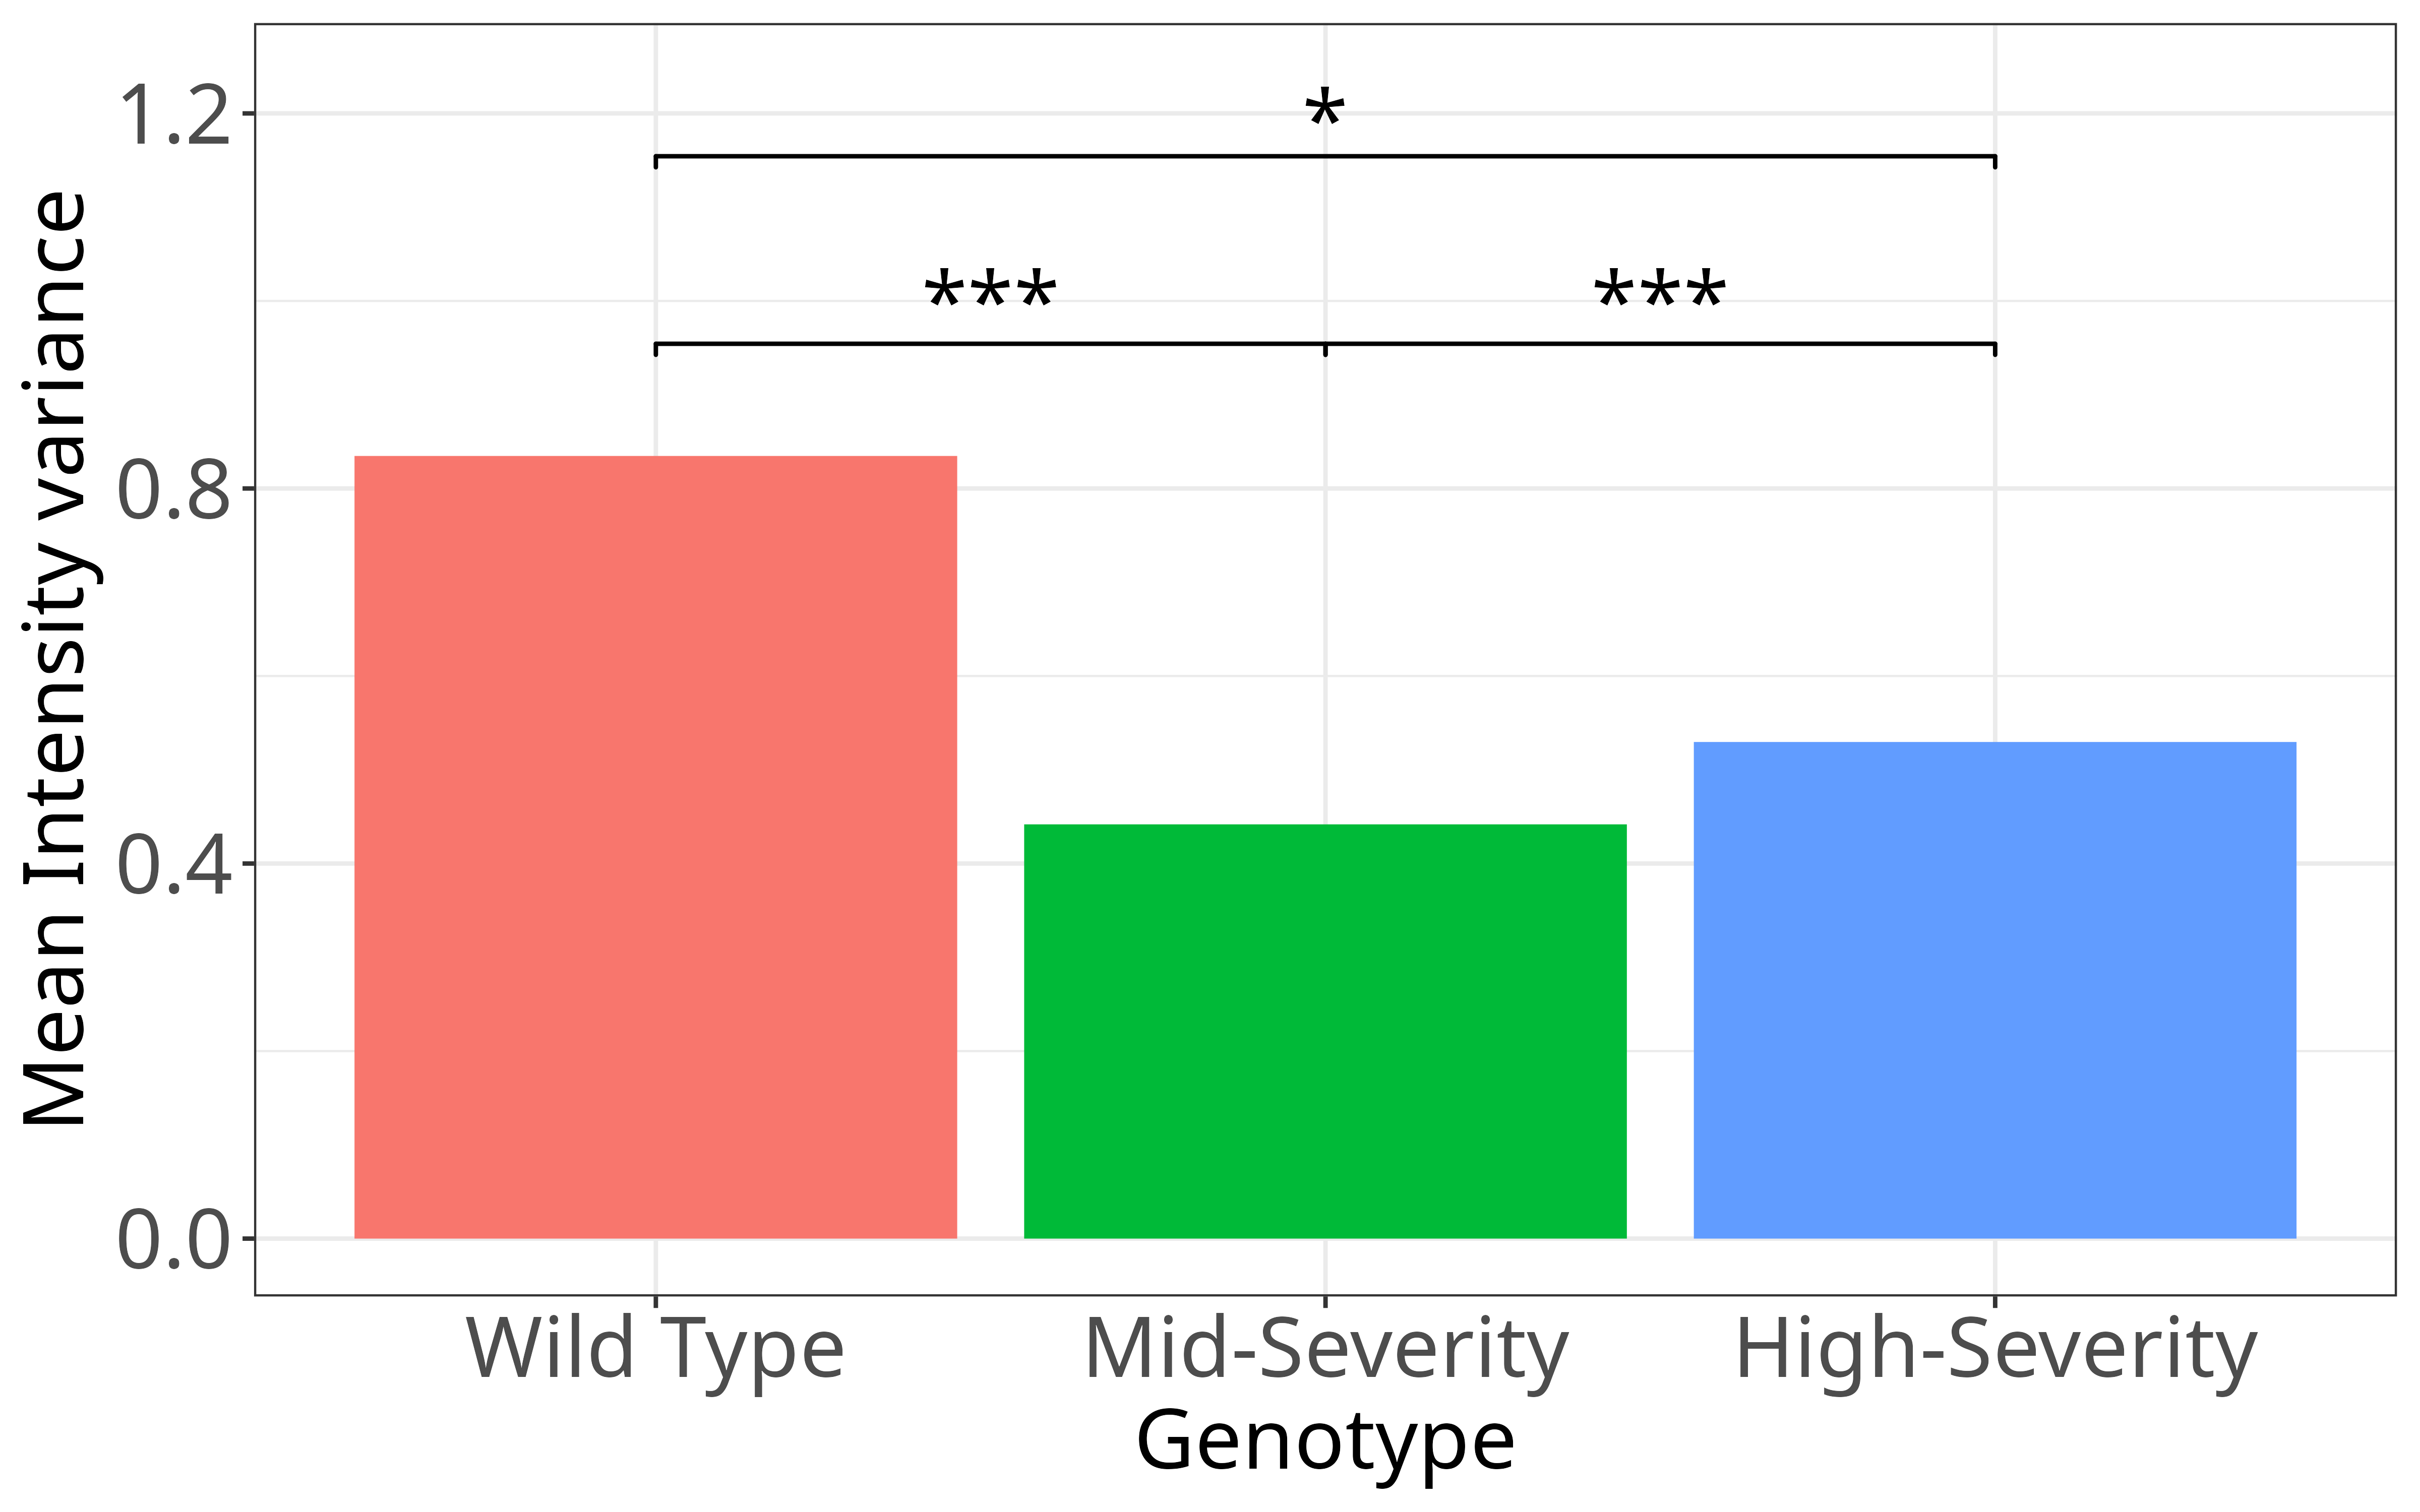 Mean Intensity variance
1.2
0.8
0.4
0.0
*
*** ***
Wild Type Mid-Severity High-Severity
Genotype